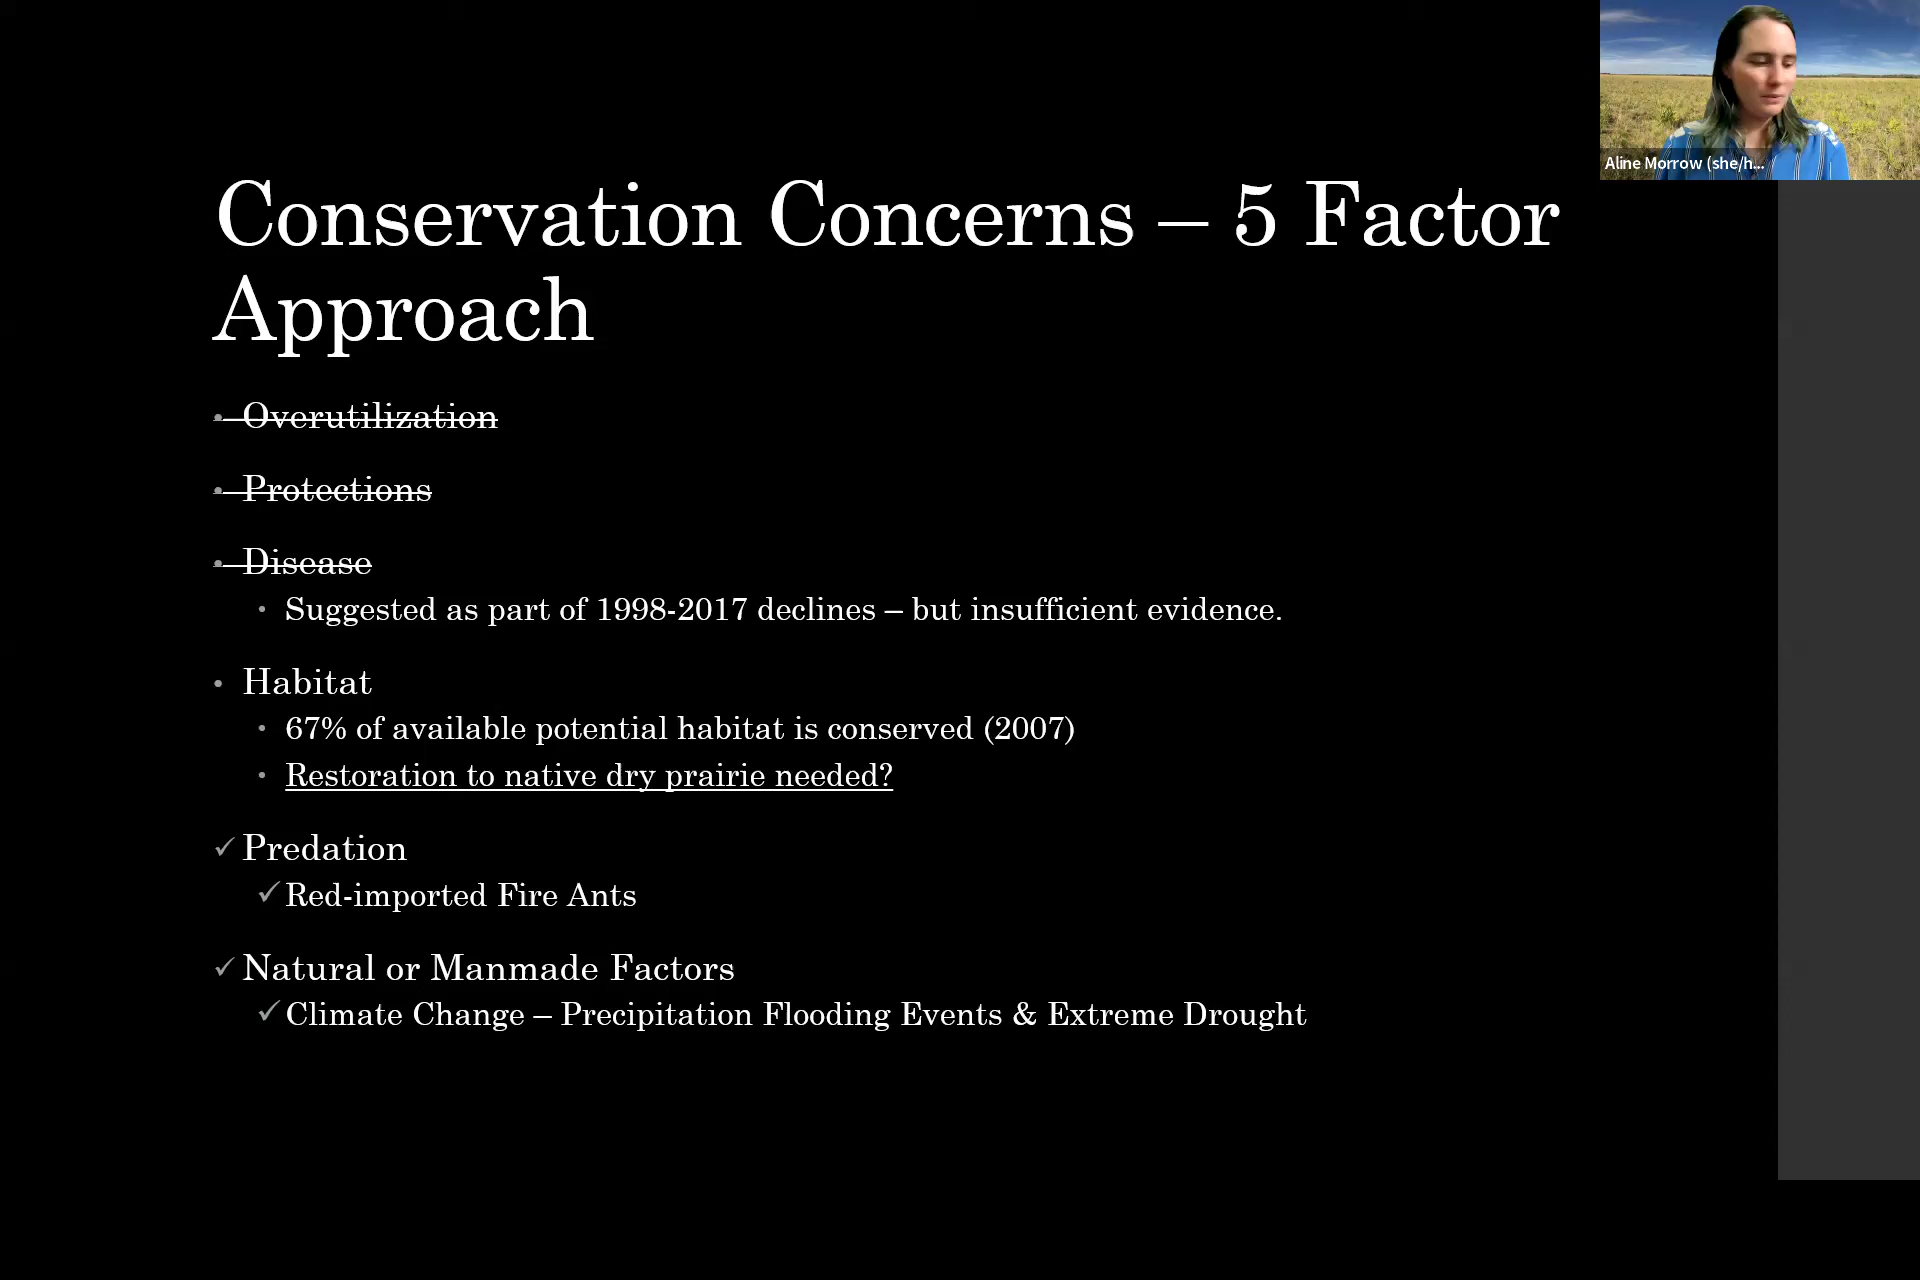 Aline Morrow (she/h...
Conservation Concerns – 5 Factor
Approach
• Overutilization
• Protections
• Disease
• Suggested as part of 1998-2017 declines – but insufficient evidence.
• Habitat
• 67% of available potential habitat is conserved (2007)
• Restoration to native dry prairie needed?
✓ Predation
✓ Red-imported Fire Ants
✓ Natural or Manmade Factors
✓ Climate Change – Precipitation Flooding Events & Extreme Drought